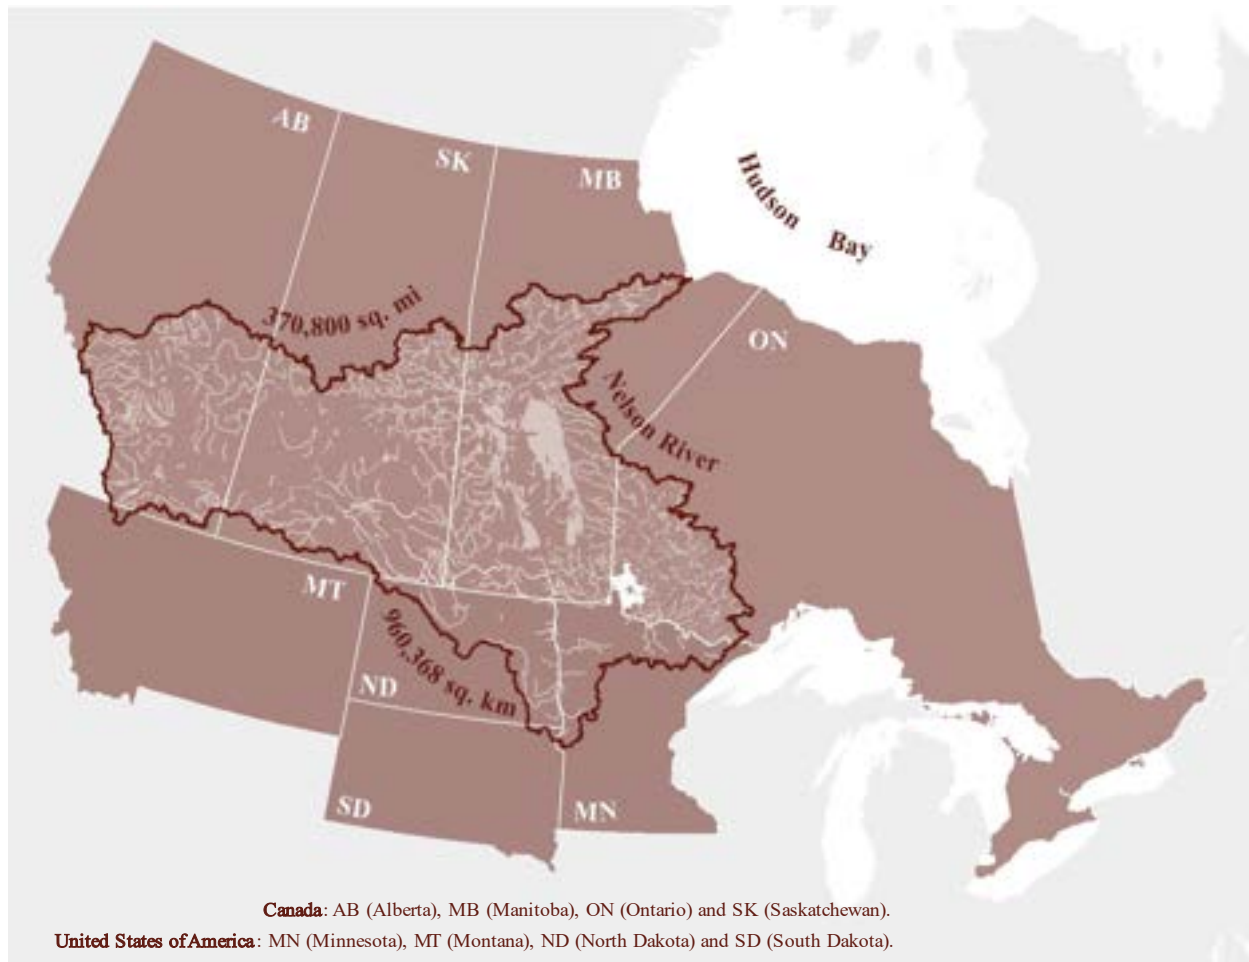 AB
SK
MB
Hudson Bay
370,800 sq. mi
ON
Nelson River
MT
960,368 sq. km
ND
SD
MN
Canada: AB (Alberta), MB (Manitoba), ON (Ontario) and SK (Saskatchewan).
United States of America: MN (Minnesota), MT (Montana), ND (North Dakota) and SD (South Dakota).